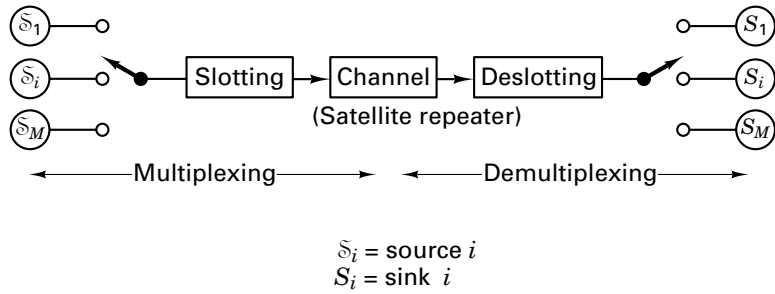 𝔖1 S1
𝔖i Slotting Channel Deslotting Si
(Satellite repeater)
𝔖M SM
Multiplexing Demultiplexing
𝔖i = source i
Si = sink i